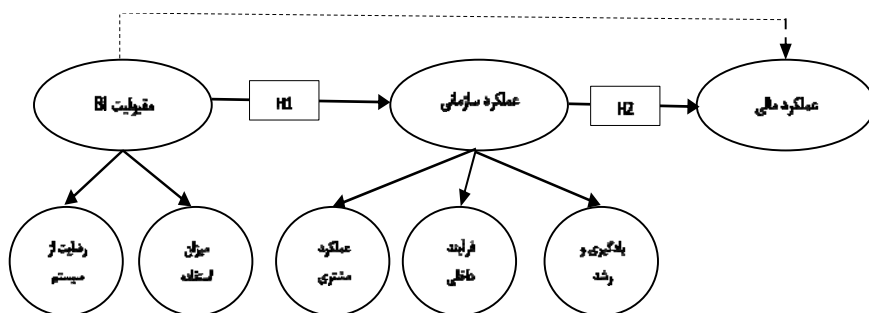 مقبولیت BI
H1
عملکرد سازمانی
H2
عملکرد مالی
رضایت از
سیستم
میزان
استفاده
عملکرد
مشتری
فرآیند
داخلی
یادگیری و
رشد